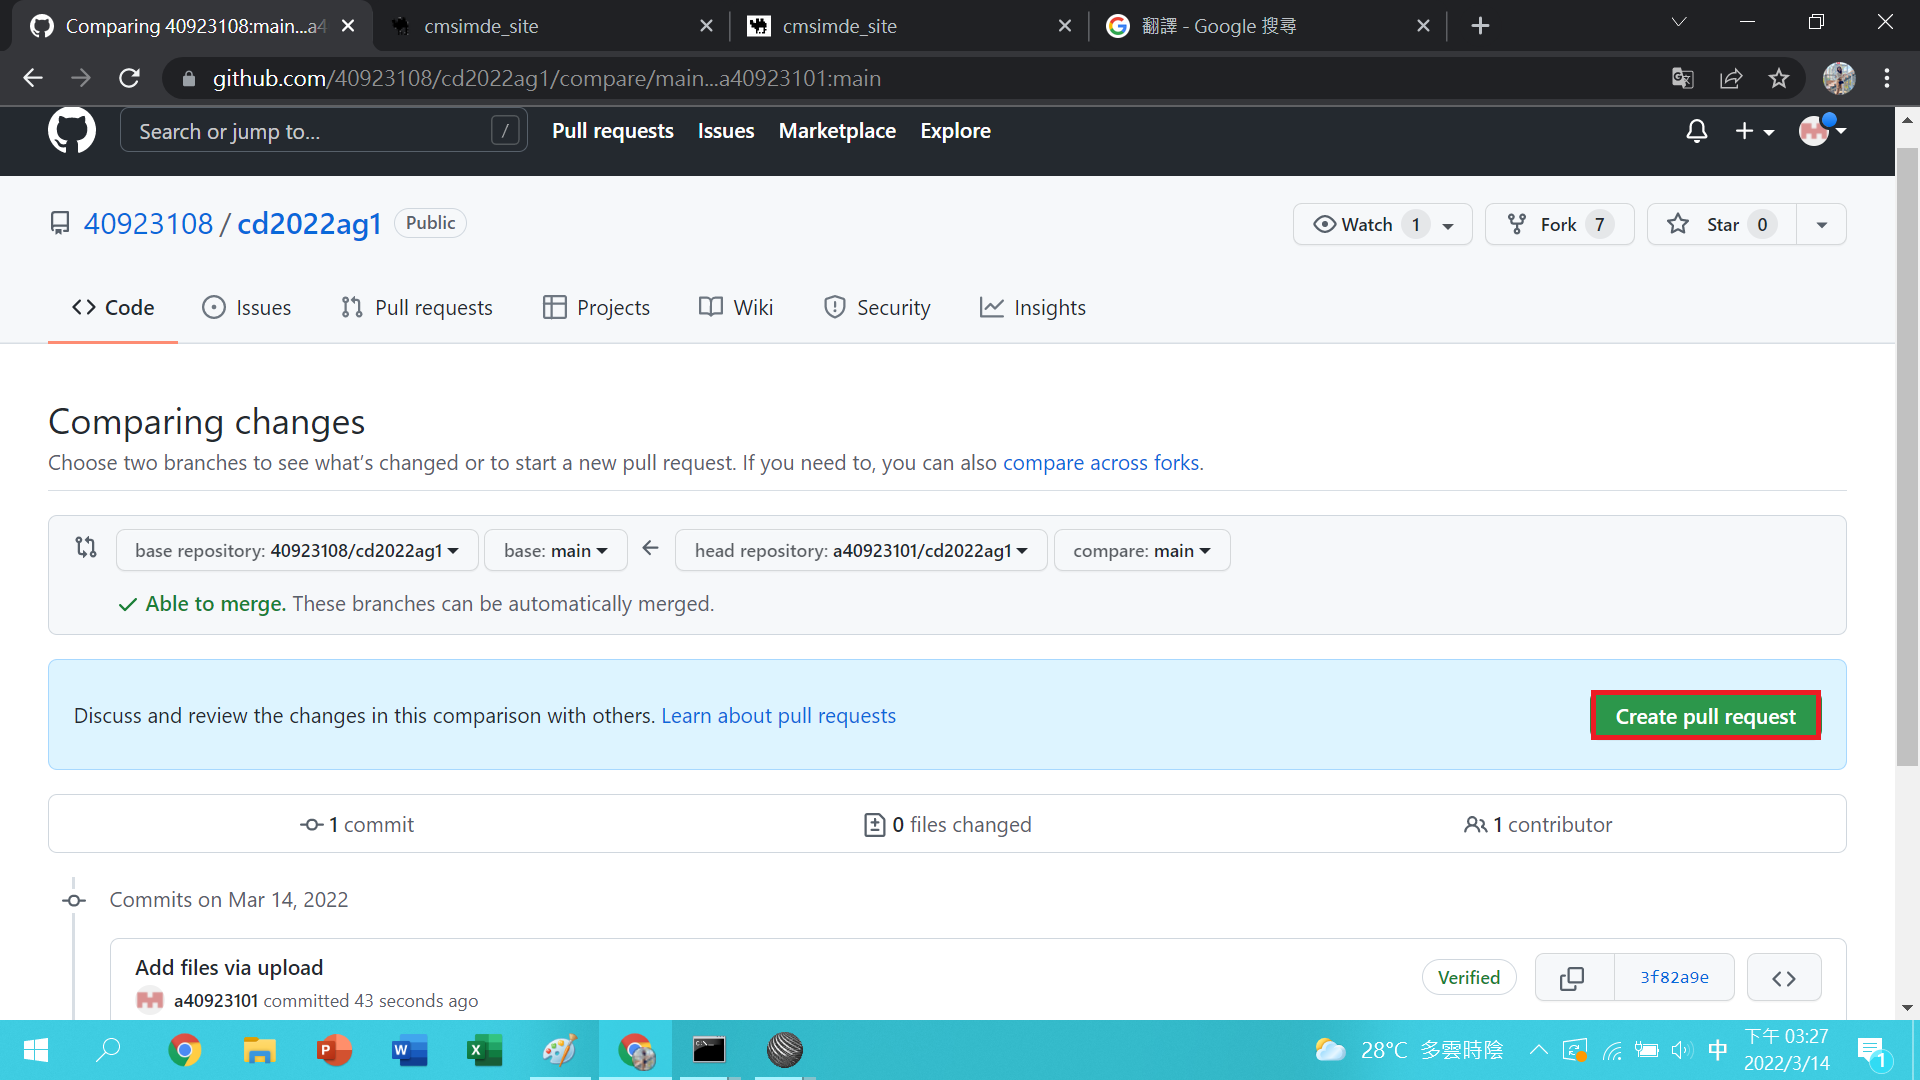 Comparing 40923108:main...a4
cmsimde_site
cmsimde_site
翻譯 - Google 搜尋
github.com/40923108/cd2022ag1/compare/main...a40923101:main
Search or jump to...
/
Pull requests
Issues
Marketplace
Explore
40923108 / cd2022ag1
Public
Watch 1
Fork 7
Star 0
Code
Issues
Pull requests
Projects
Wiki
Security
Insights
Comparing changes
Choose two branches to see what's changed or to start a new pull request. If you need to, you can also compare across forks.
base repository: 40923108/cd2022ag1
base: main
head repository: a40923101/cd2022ag1
compare: main
Able to merge. These branches can be automatically merged.
Discuss and review the changes in this comparison with others. Learn about pull requests
Create pull request
1 commit
0 files changed
1 contributor
Commits on Mar 14, 2022
Add files via upload
Verified
3f82a9e
a40923101 committed 43 seconds ago
28°C 多雲時陰
中
下午 03:27
2022/3/14
1